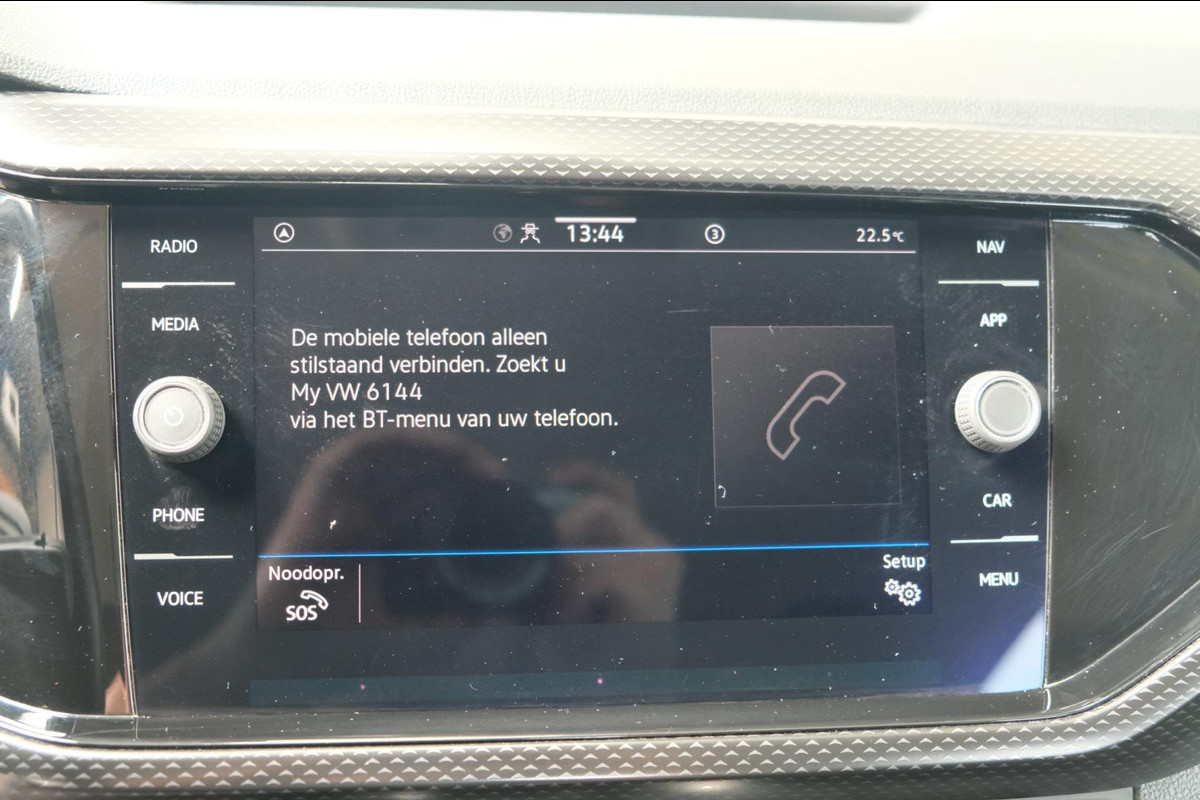 RADIO
MEDIA
PHONE
VOICE
13:44
3
22.5°C
De mobiele telefoon alleen
stilstaand verbinden. Zoekt u
My VW 6144
via het BT-menu van uw telefoon.
Noodopr.
SOS
Setup
NAV
APP
CAR
MENU